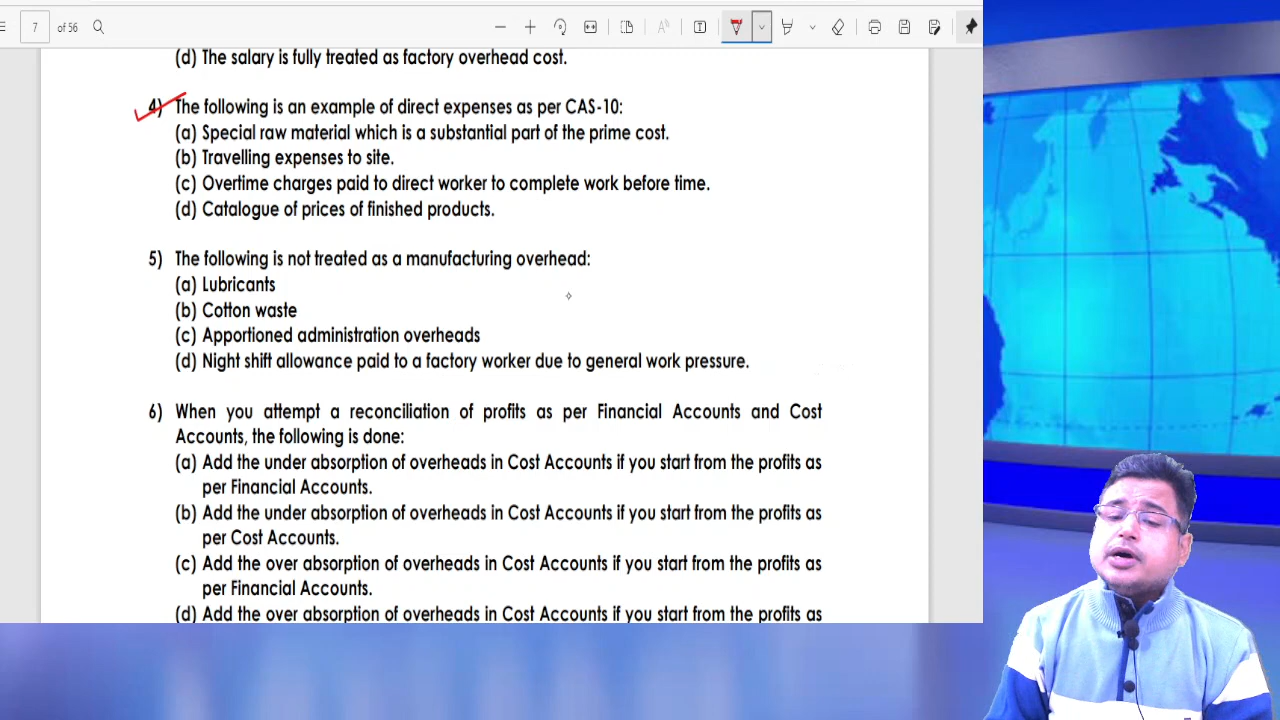 7 of 56
(d) The salary is fully treated as factory overhead cost.
4) The following is an example of direct expenses as per CAS-10:
(a) Special raw material which is a substantial part of the prime cost.
(b) Travelling expenses to site.
(c) Overtime charges paid to direct worker to complete work before time.
(d) Catalogue of prices of finished products.
5) The following is not treated as a manufacturing overhead:
(a) Lubricants
(b) Cotton waste
(c) Apportioned administration overheads
(d) Night shift allowance paid to a factory worker due to general work pressure.
6) When you attempt a reconciliation of profits as per Financial Accounts and Cost
Accounts, the following is done:
(a) Add the under absorption of overheads in Cost Accounts if you start from the profits as
per Financial Accounts.
(b) Add the under absorption of overheads in Cost Accounts if you start from the profits as
per Cost Accounts.
(c) Add the over absorption of overheads in Cost Accounts if you start from the profits as
per Financial Accounts.
(d) Add the over absorption of overheads in Cost Accounts if you start from the profits as